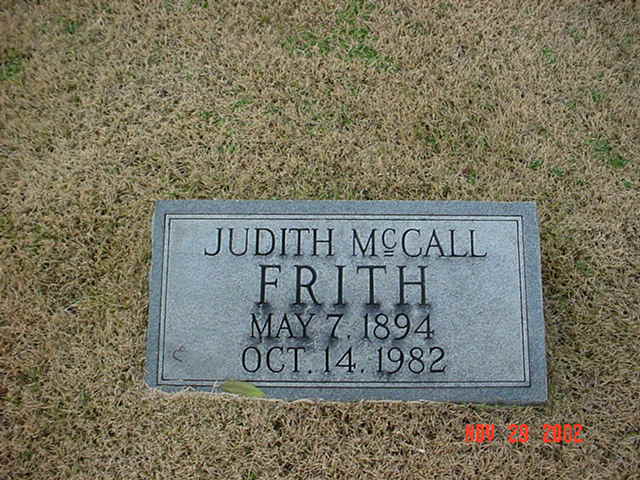 JUDITH McCALL
FRITH
MAY 7, 1894
OCT. 14, 1982
NOV 29 2002